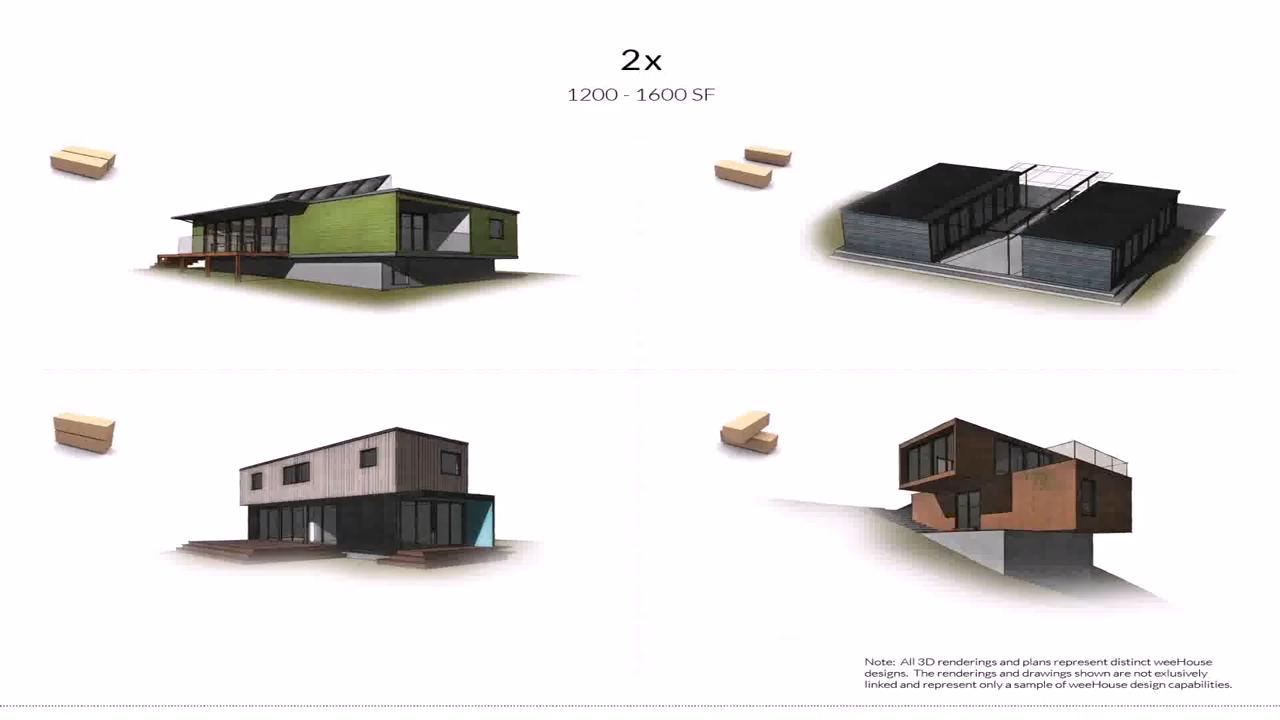 2x
1200 - 1600 SF
Note: All 3D renderings and plans represent distinct weeHouse
designs. The renderings and drawings shown are not exlusively
linked and represent only a sample of weeHouse design capabilities.